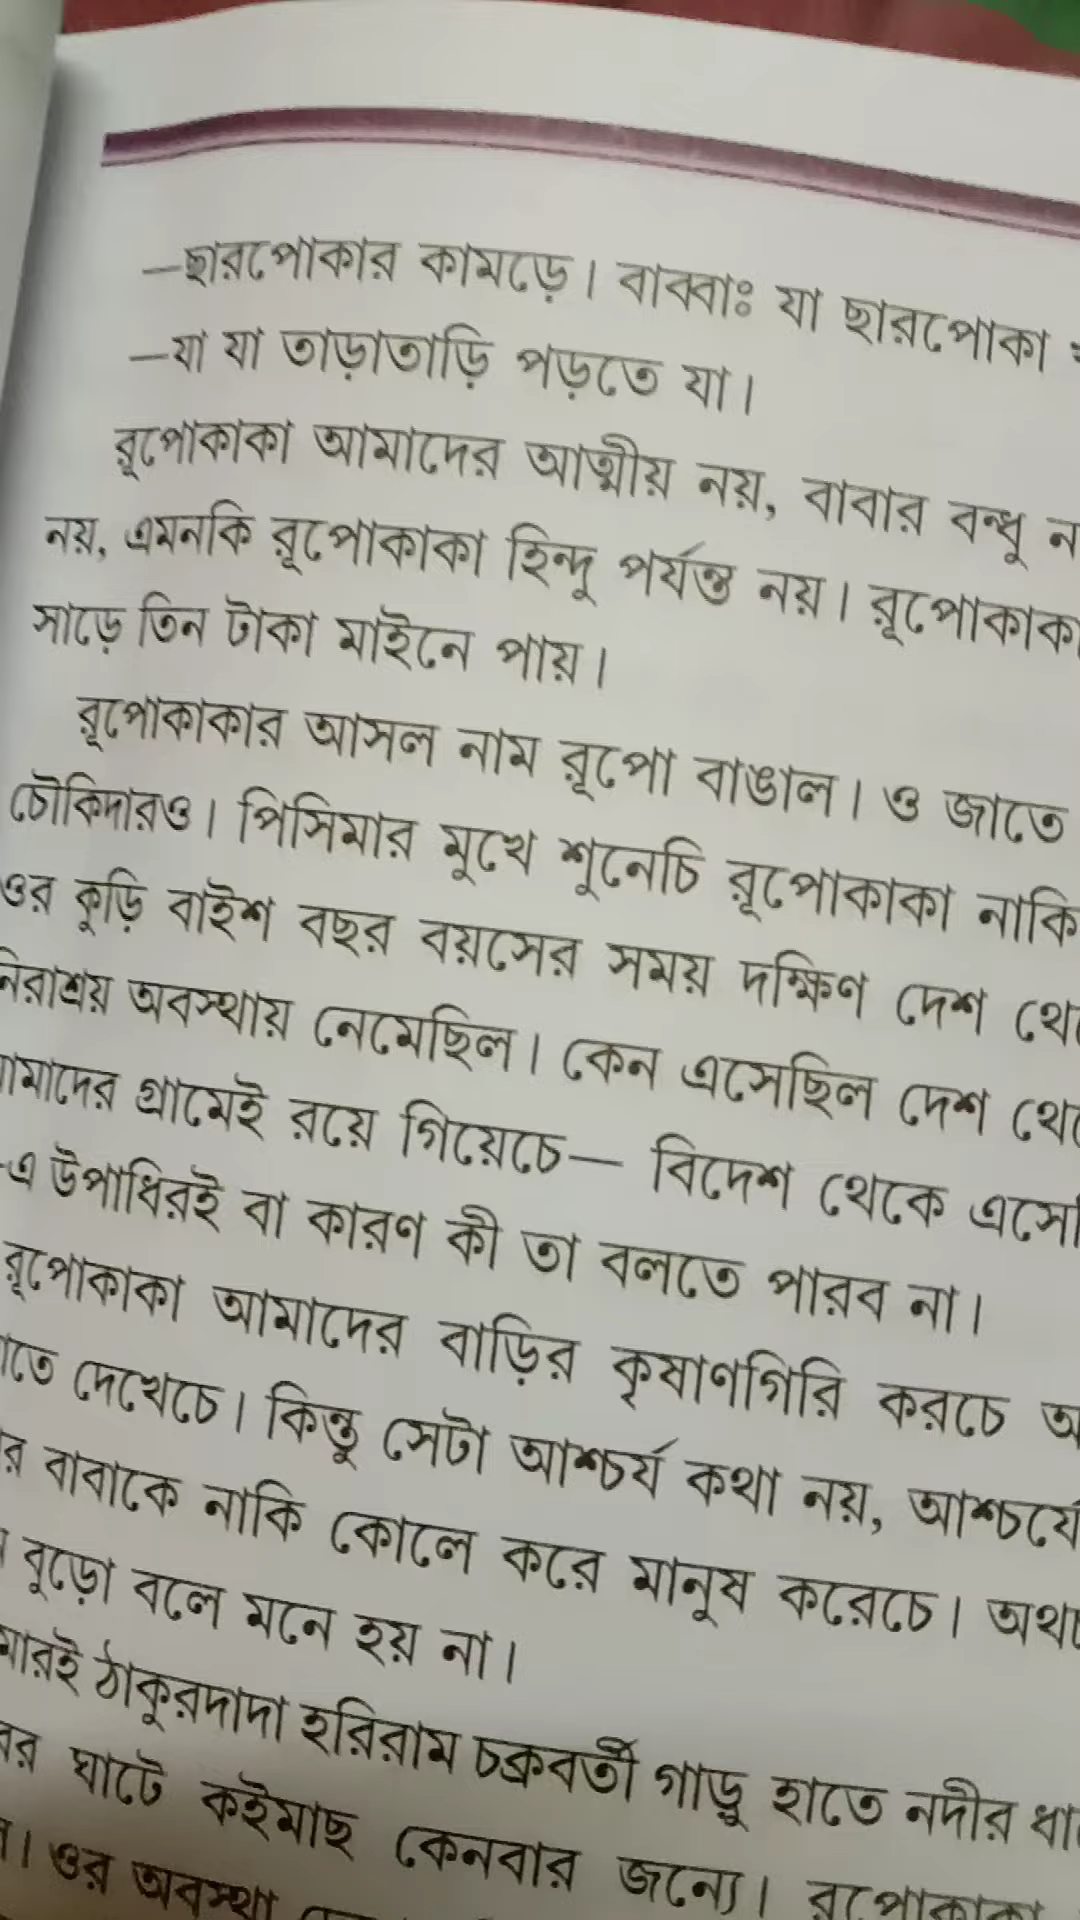 —ছারপোকার কামড়ে। বাব্বাঃ যা ছারপোকা
—যা যা তাড়াতাড়ি পড়তে যা।
রূপোকাকা আমাদের আত্মীয় নয়, বাবার বন্ধু
নয়, এমনকি রূপোকাকা হিন্দু পর্যন্ত নয়। রূপোকাকা
সাড়ে তিন টাকা মাইনে পায়।
রূপোকাকার আসল নাম রূপো বাঙাল। ও জাতে
চৌকিদারও। পিসিমার মুখে শুনেচি রূপোকাকা নাকি
ওর কুড়ি বাইশ বছর বয়সের সময় দক্ষিণ দেশ
নিরাশ্রয় অবস্থায় নেমেছিল। কেন এসেছিল দেশ
আমাদের গ্রামেই রয়ে গিয়েচে— বিদেশ থেকে
-এ উপাধিরই বা কারণ কী তা বলতে পারব না।
রূপোকাকা আমাদের বাড়ির কৃষাণগিরি করচে
দেখেচে। কিন্তু সেটা আশ্চর্য কথা নয়,
বাবাকে নাকি কোলে করে মানুষ করেচে।
বুড়ো বলে মনে হয় না।
ঠাকুরদাদা হরিরাম চক্রবর্তী গাড়ু হাতে নদীর
ঘাটে কইমাছ কেনবার জন্যে। রূপোকাকা
ওর অবস্থা